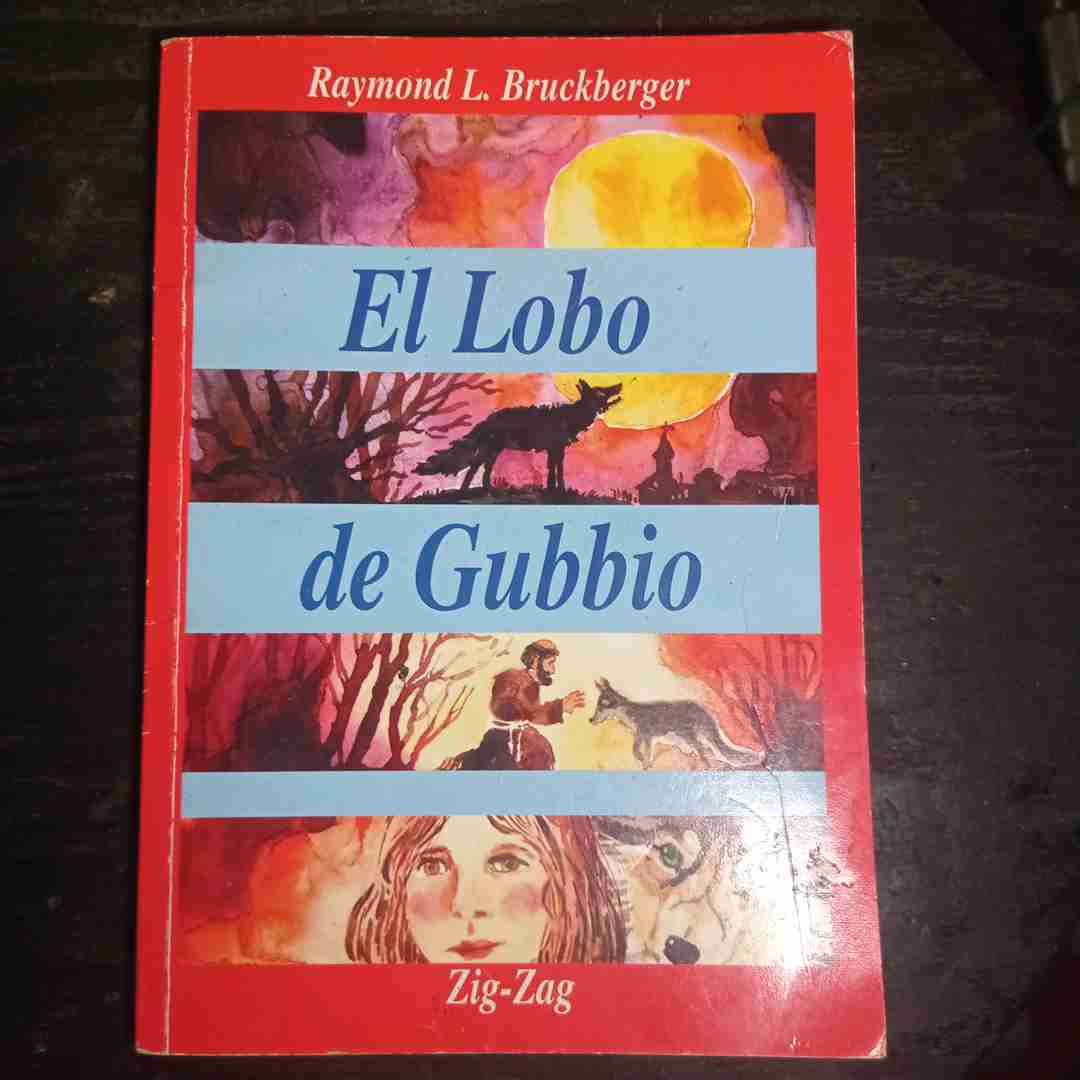 Raymond L. Bruckberger
El Lobo
de Gubbio
Zig-Zag